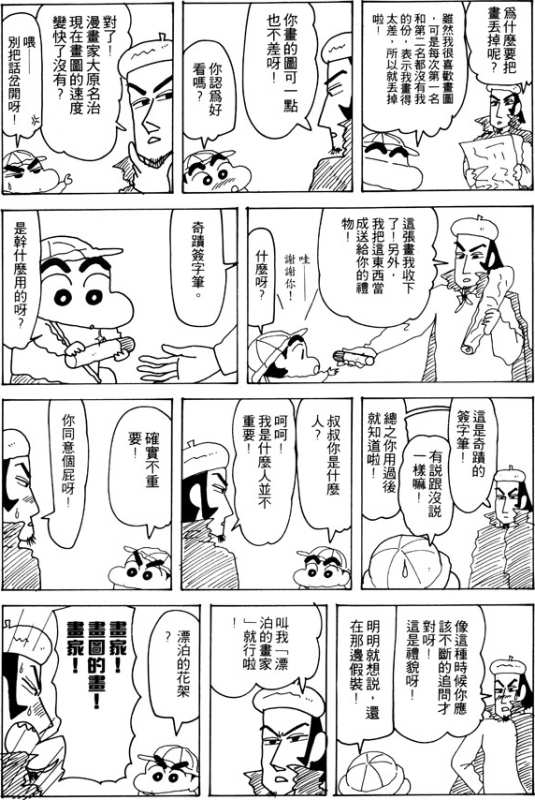 爲什麼要把
畫丟掉呢？
雖然我很喜歡畫圖
，可是每次第一名
和第二名都沒有我
的份，表示我畫得
太差，所以就丟掉
啦！
你畫的圖可一點
也不差呀！
你認爲好
看嗎？
對了！
漫畫家大原名治
現在畫圖的速度
變快了沒有？
喂──
別把話岔開呀！
這張畫我收下
了！另外，
我把這東西當
成送給你的禮
物！
哇
謝謝你！
什麼呀？
奇蹟簽字筆。
是幹什麼用的呀？
這是奇蹟的
簽字筆！
有說跟沒說
一樣嘛！
總之你用過後
就知道啦！
叔叔你是什麼
人？
呵呵！
我是什麼人並不
重要！
確實不重
要！
你同意個屁呀！
像這種時候你應
該不斷的追問才
對呀！
這是禮貌呀！
明明就想說，還
在那邊假裝！
叫我「漂
泊的畫家
」就行啦
！
漂泊的花架
？
畫家！
畫圖的畫！
畫家！